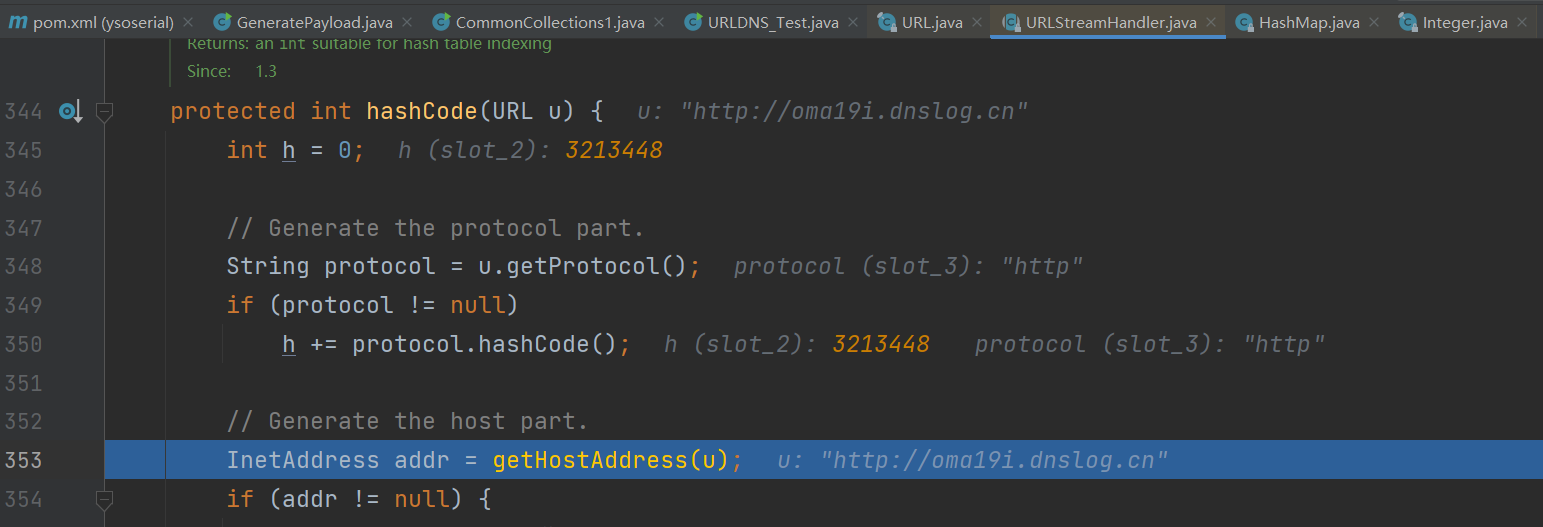 pom.xml (ysoserial) GeneratePayload.java CommonCollections1.java URLDNS_Test.java URL.java URLStreamHandler.java HashMap.java Integer.java
Returns: an int suitable for hash table indexing
Since: 1.3
344 protected int hashCode(URL u) { u: "http://oma19i.dnslog.cn"
345 int h = 0; h (slot_2): 3213448
346
347 // Generate the protocol part.
348 String protocol = u.getProtocol(); protocol (slot_3): "http"
349 if (protocol != null)
350 h += protocol.hashCode(); h (slot_2): 3213448 protocol (slot_3): "http"
351
352 // Generate the host part.
353 InetAddress addr = getHostAddress(u); u: "http://oma19i.dnslog.cn"
354 if (addr != null) {